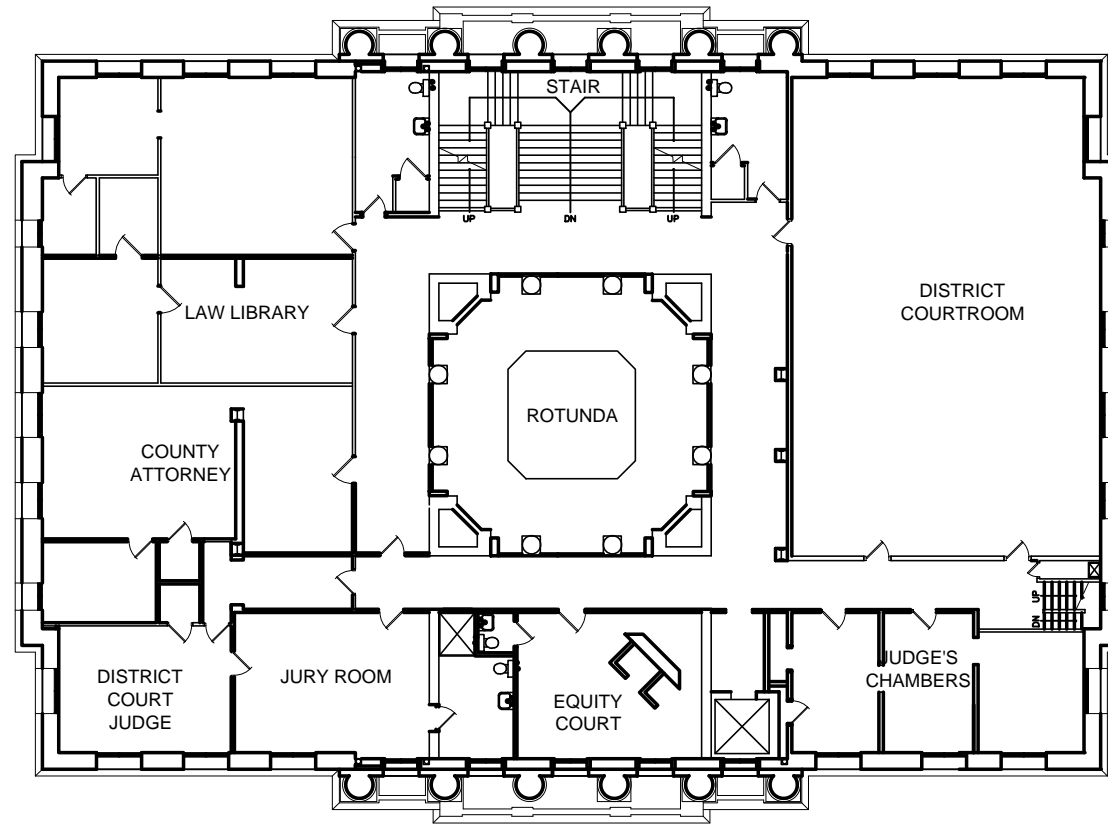 STAIR
UP
DN
UP
LAW LIBRARY
DISTRICT
COURTROOM
ROTUNDA
COUNTY
ATTORNEY
UP
DN
DISTRICT
COURT
JUDGE
JURY ROOM
EQUITY
COURT
JUDGE'S
CHAMBERS